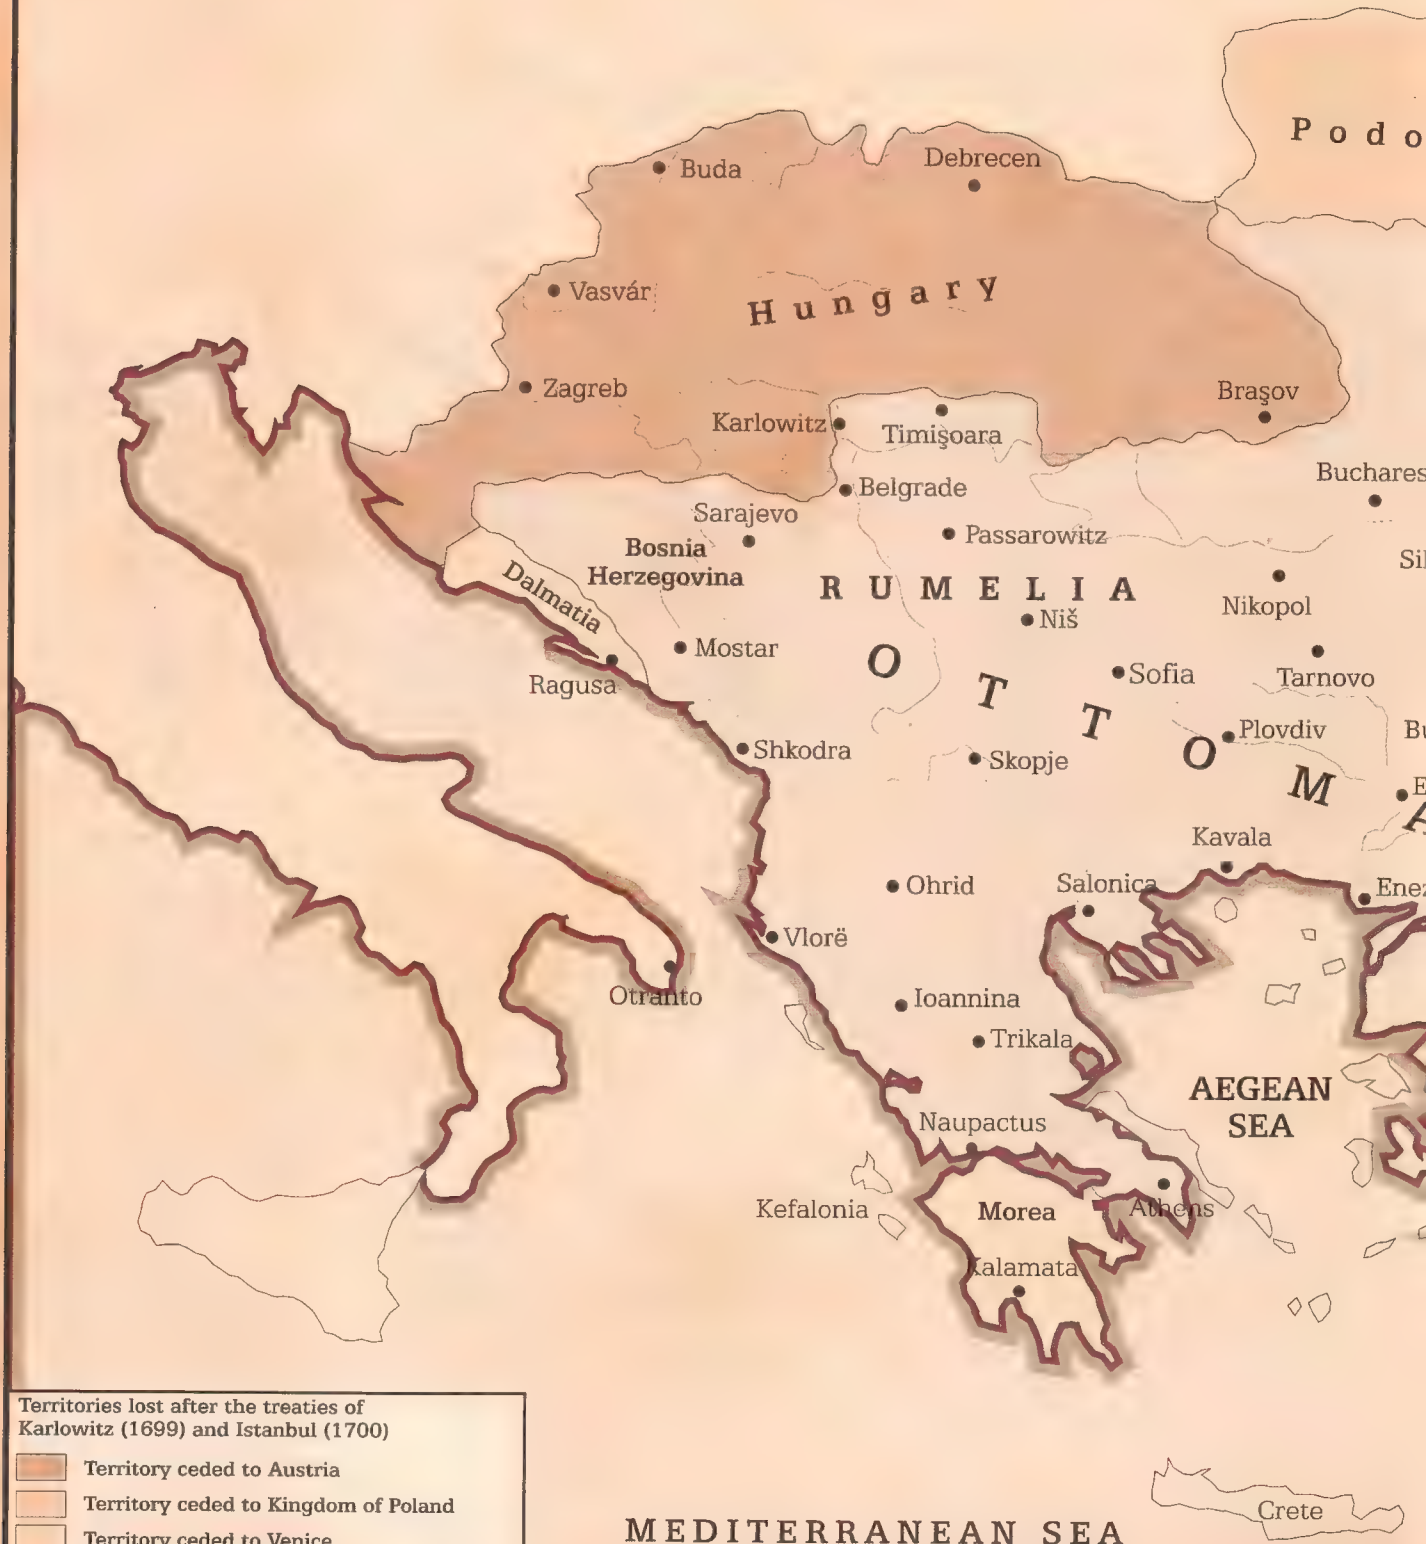 Podo
Buda
Debrecen
Vasvár
Hungary
Zagreb
Braşov
Karlowitz
Timişoara
Buchares
Belgrade
Sarajevo
Passarowitz
Bosnia
Herzegovina
Dalmatia
RUMELIA
Nikopol
Niš
Mostar
Sofia
Tarnovo
Ragusa
OTTOMA
Plovdiv
Shkodra
Skopje
Kavala
Ohrid
Salonica
Enez
Vlorë
Otranto
Ioannina
Trikala
AEGEAN
SEA
Naupactus
Kefalonia
Morea
Athens
Kalamata
Territories lost after the treaties of
Karlowitz (1699) and Istanbul (1700)
Territory ceded to Austria
Territory ceded to Kingdom of Poland
Territory ceded to Venice
Crete
MEDITERRANEAN SEA